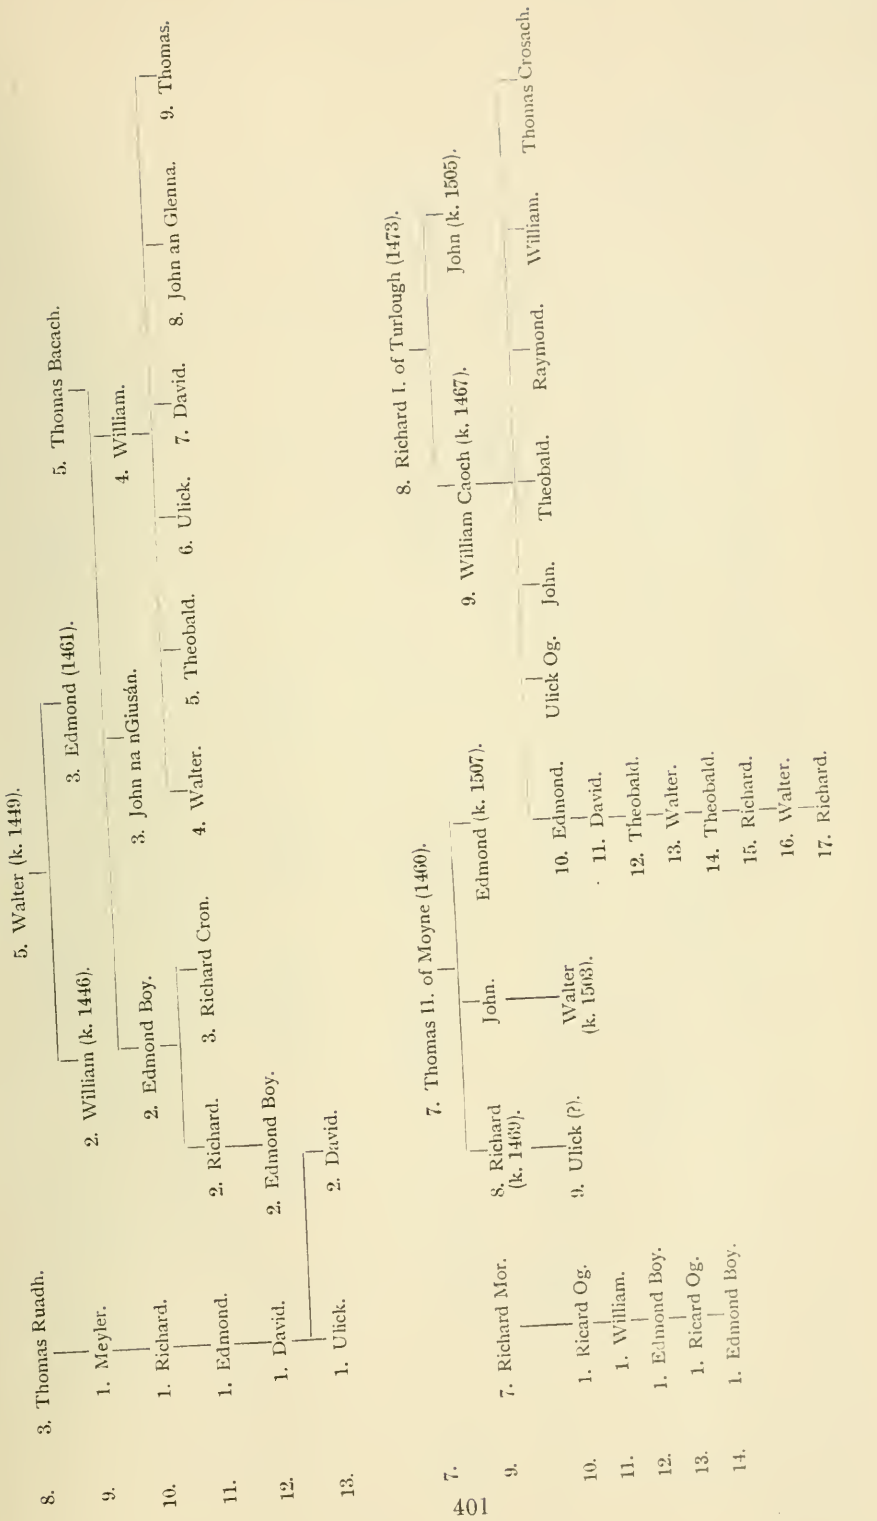 5. Walter (k. 1449).
8. 3. Thomas Ruadh. 2. William (k. 1446). 3. Edmond (1461). 5. Thomas Bacach.
9. 1. Meyler. 2. Edmond Boy. 3. John na nGiusán. 4. William.
10. 1. Richard. 2. Richard. 3. Richard Cron. 4. Walter. 5. Theobald. 6. Ulick. 7. David. 8. John an Glenna. 9. Thomas.
11. 1. Edmond. 2. Edmond Boy.
12. 1. David.
13. 1. Ulick. 2. David.
7. Thomas II. of Moyne (1460). 8. Richard I. of Turlough (1473).
7. 7. Richard Mor. 8. Richard (k. 1469). John. Edmond (k. 1507). 9. William Caoch (k. 1467). John (k. 1505).
9. 9. Ulick (?). Walter (k. 1503). Ulick Og. John. Theobald. Raymond. William. Thomas Crosach.
10. 1. Ricard Og. 10. Edmond.
11. 1. William. 11. David.
12. 1. Edmond Boy. 12. Theobald.
13. 1. Ricard Og. 13. Walter.
14. 1. Edmond Boy. 14. Theobald.
15. Richard.
16. Walter.
17. Richard.
401